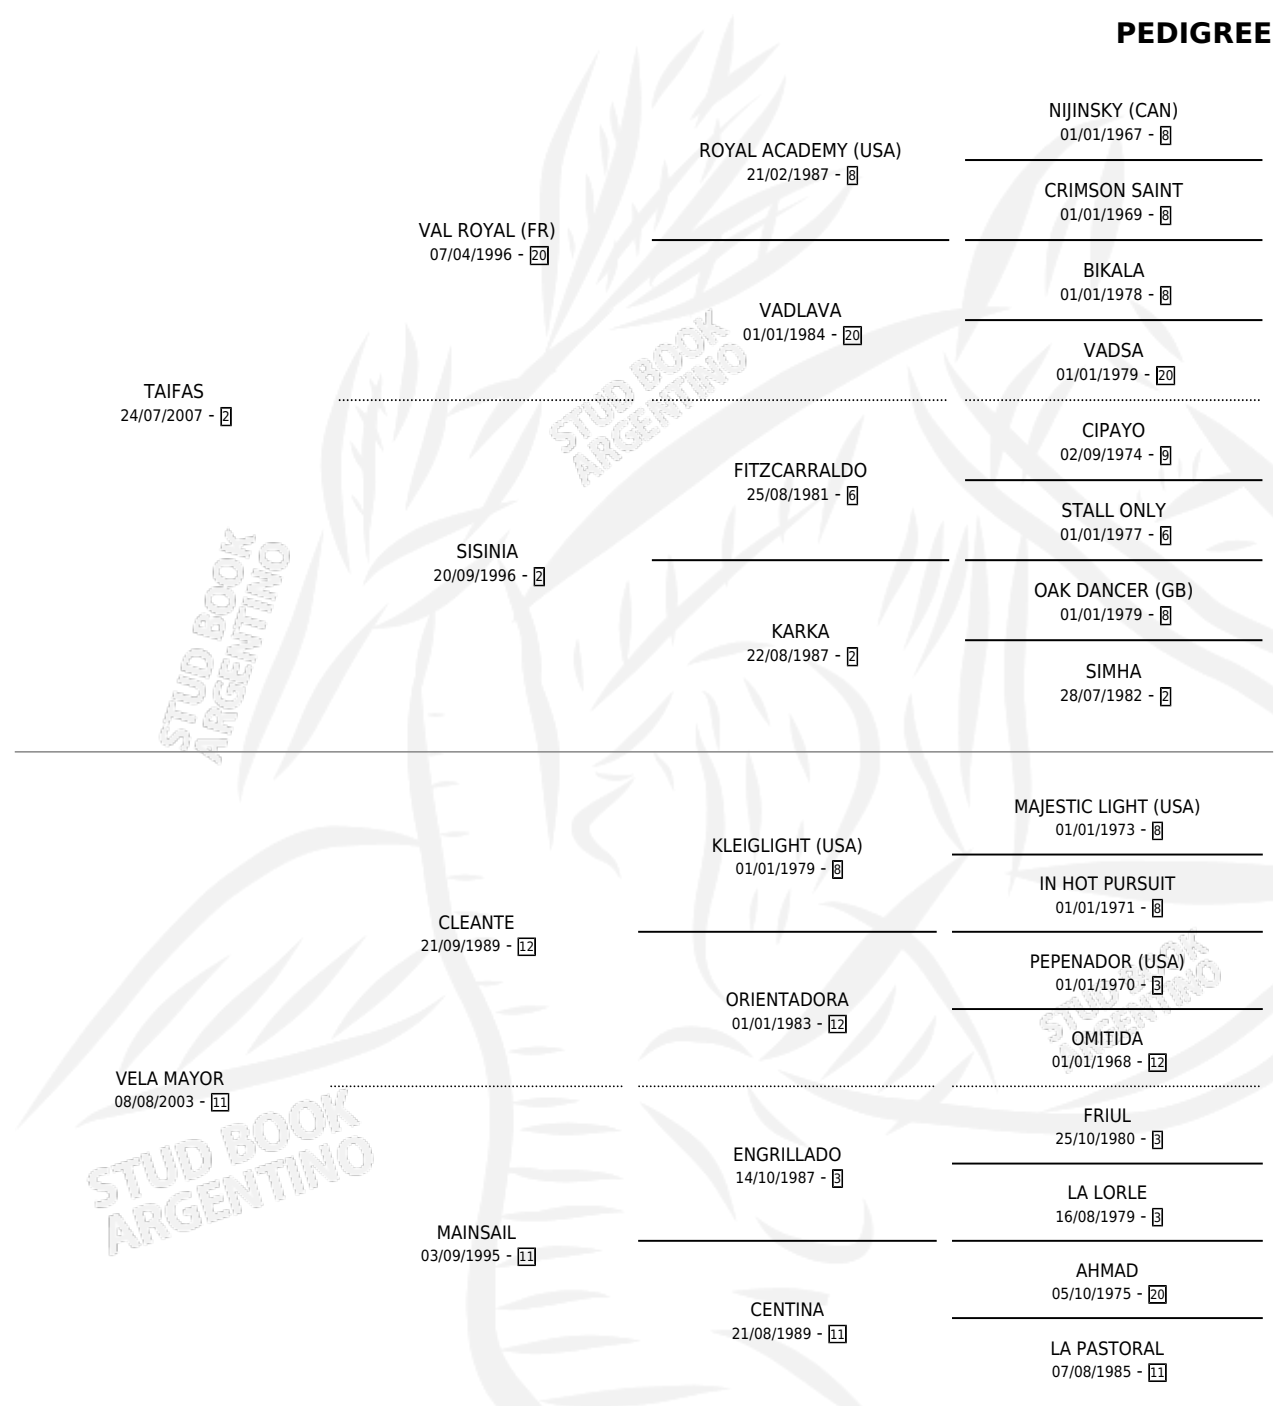 PEDIGREE
NIJINSKY (CAN)
01/01/1967 - 8
ROYAL ACADEMY (USA)
21/02/1987 - 8
CRIMSON SAINT
01/01/1969 - 8
VAL ROYAL (FR)
07/04/1996 - 20
BIKALA
01/01/1978 - 8
VADLAVA
01/01/1984 - 20
VADSA
01/01/1979 - 20
TAIFAS
24/07/2007 - 2
CIPAYO
02/09/1974 - 9
FITZCARRALDO
25/08/1981 - 6
STALL ONLY
01/01/1977 - 6
SISINIA
20/09/1996 - 2
OAK DANCER (GB)
01/01/1979 - 8
KARKA
22/08/1987 - 2
SIMHA
28/07/1982 - 2
STUD BOOK
ARGENTINO
STUD BOOK
ARGENTINO
MAJESTIC LIGHT (USA)
01/01/1973 - 8
KLEIGLIGHT (USA)
01/01/1979 - 8
IN HOT PURSUIT
01/01/1971 - 8
CLEANTE
21/09/1989 - 12
PEPENADOR (USA)
01/01/1970 - 3
ORIENTADORA
01/01/1983 - 12
OMITIDA
01/01/1968 - 12
VELA MAYOR
08/08/2003 - 11
FRIUL
25/10/1980 - 3
ENGRILLADO
14/10/1987 - 3
LA LORLE
16/08/1979 - 3
MAINSAIL
03/09/1995 - 11
AHMAD
05/10/1975 - 20
CENTINA
21/08/1989 - 11
LA PASTORAL
07/08/1985 - 11
STUD BOOK
ARGENTINO
STUD BOOK
ARGENTINO